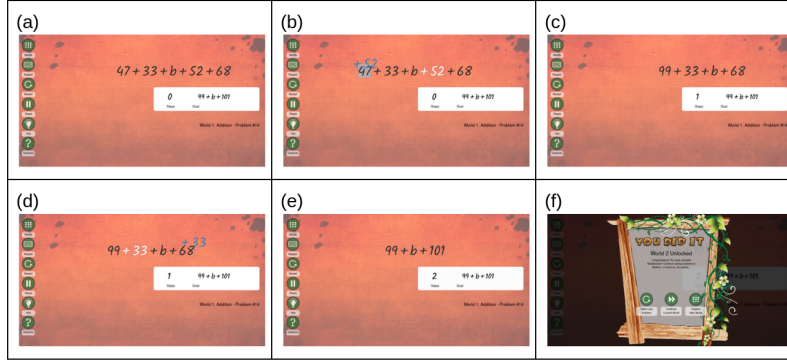 (a)
47 + 33 + b + 52 + 68
0 99 + b + 101
Steps Goal
World 1. Addition - Problem #14
(b)
+ 52
47 + 33 + b + 52 + 68
0 99 + b + 101
Steps Goal
World 1. Addition - Problem #14
(c)
99 + 33 + b + 68
1 99 + b + 101
Steps Goal
World 1. Addition - Problem #14
(d)
+ 33
99 + 33 + b + 68
1 99 + b + 101
Steps Goal
World 1. Addition - Problem #14
(e)
99 + b + 101
2 99 + b + 101
Steps Goal
World 1. Addition - Problem #14
(f)
YOU DID IT
World 2 Unlocked